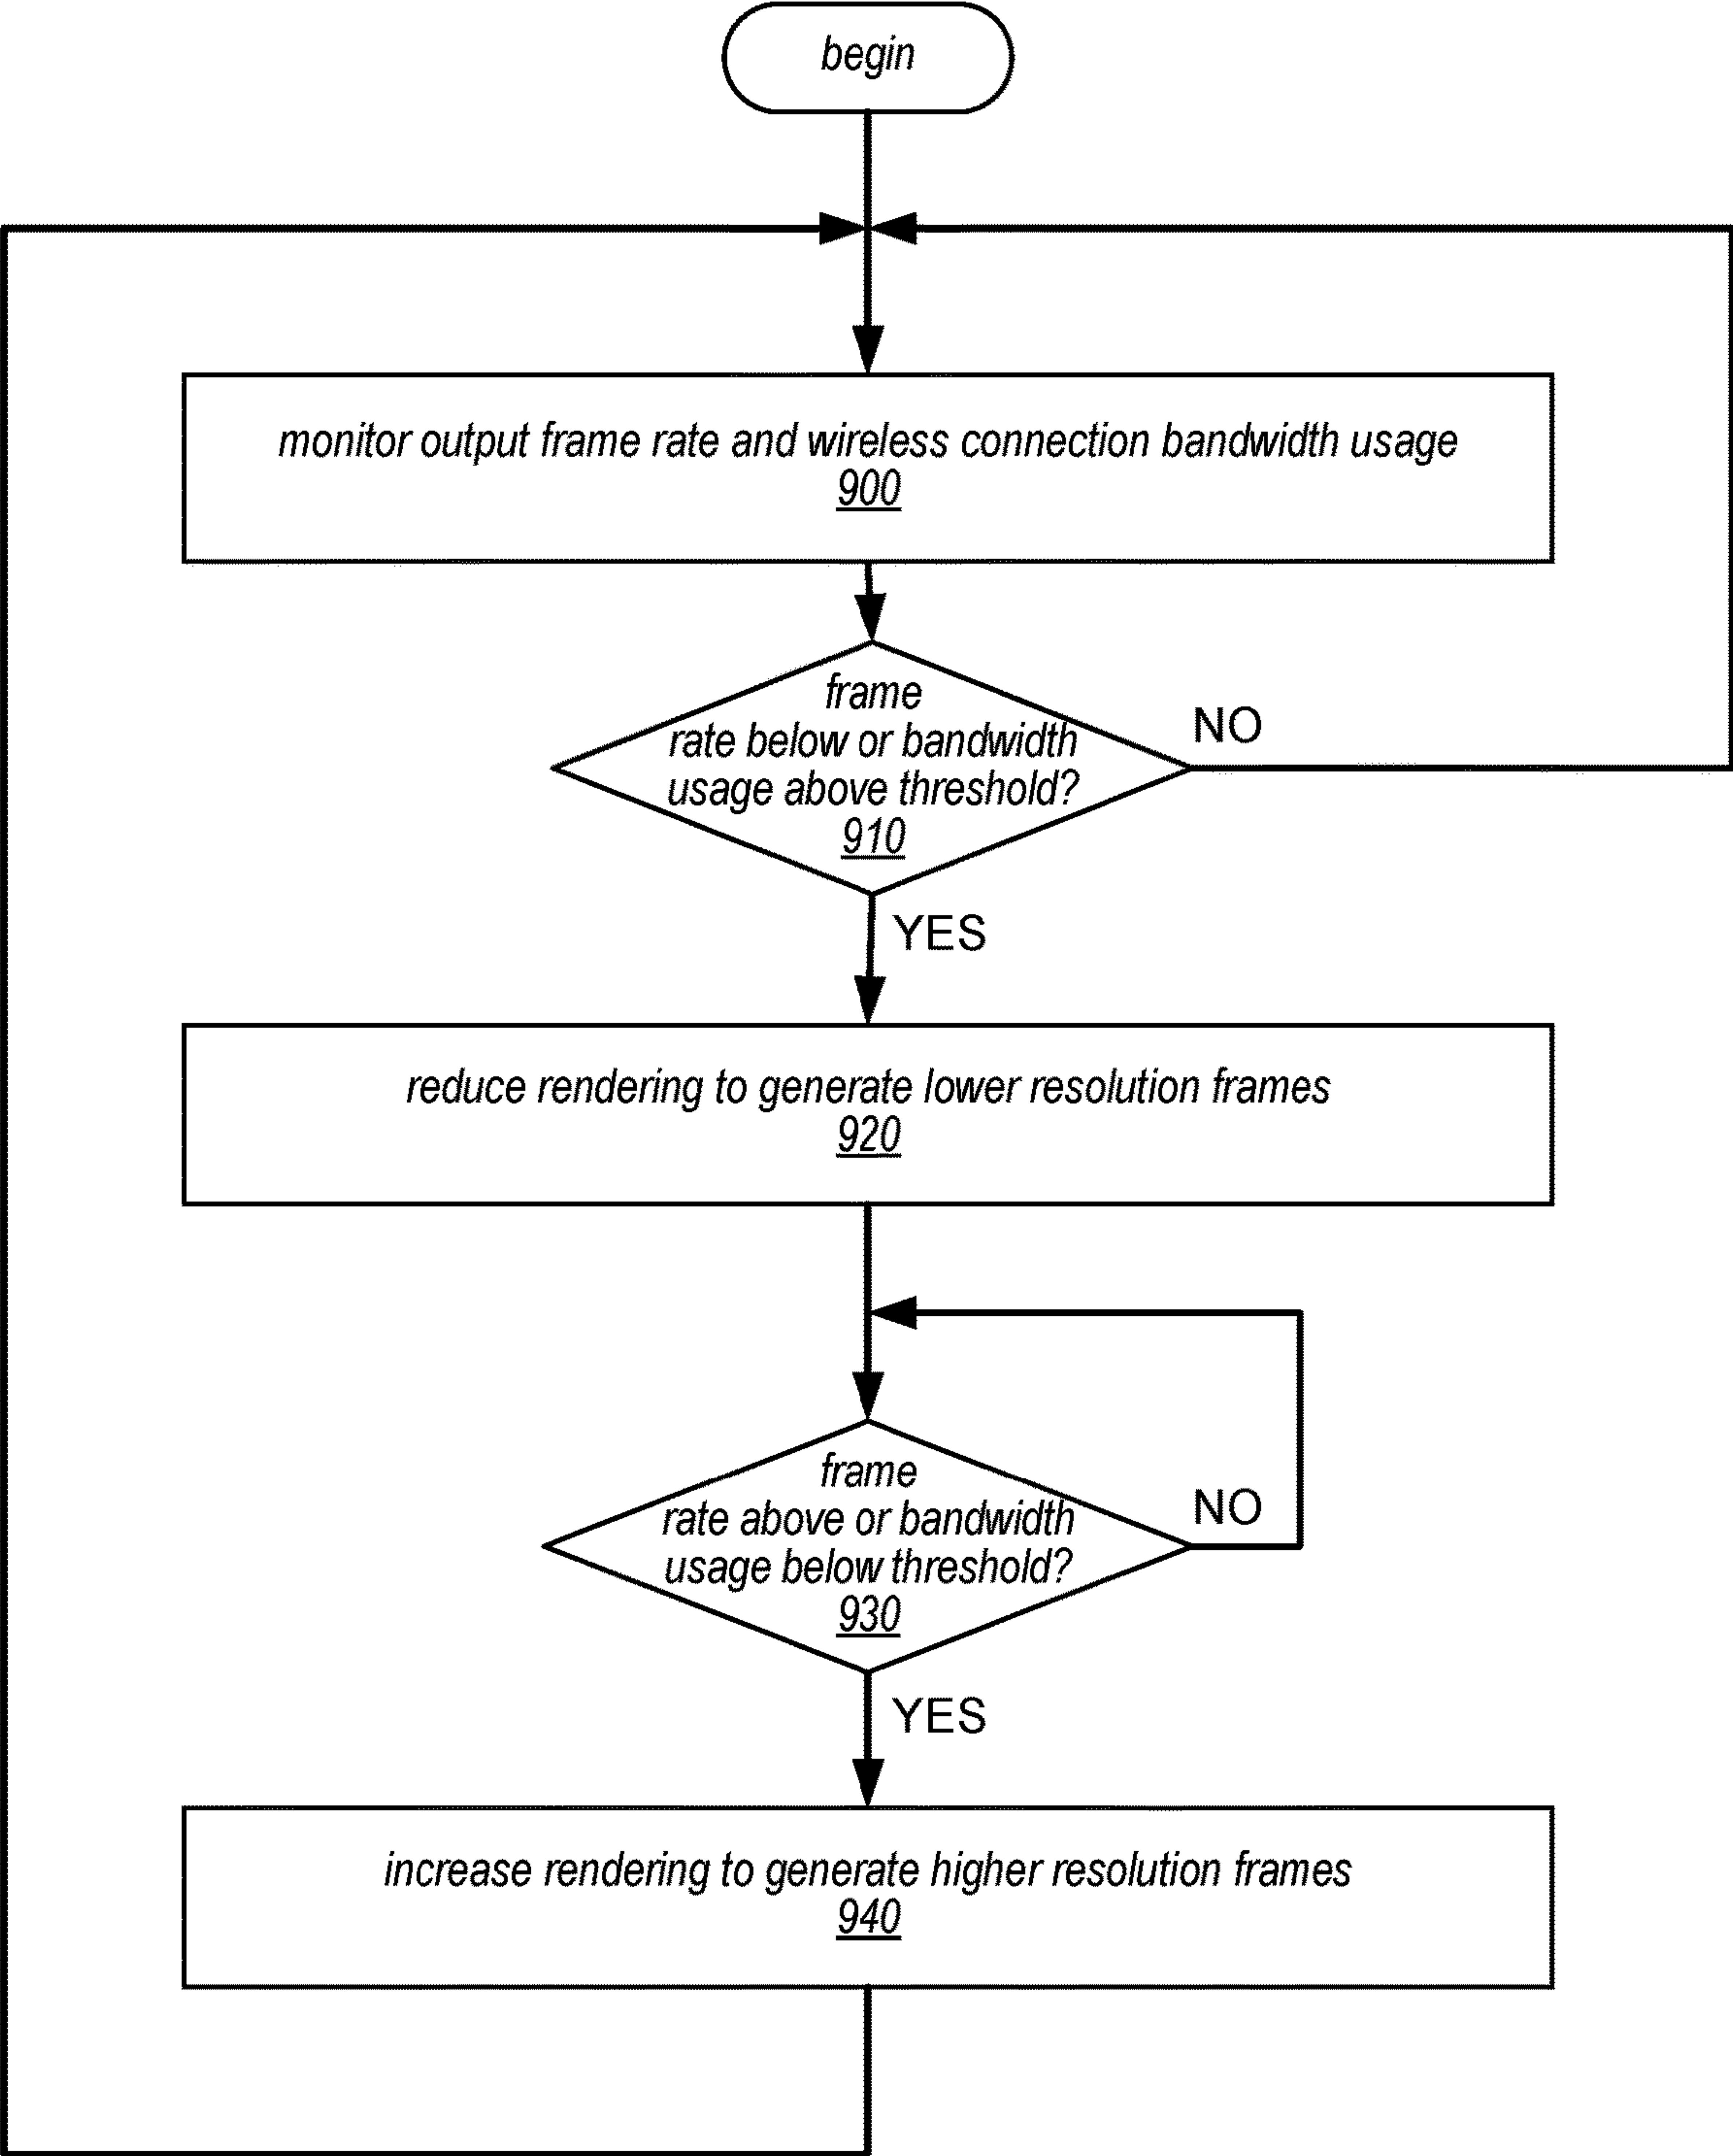 begin
monitor output frame rate and wireless connection bandwidth usage
900
frame
rate below or bandwidth
usage above threshold?
910
NO
YES
reduce rendering to generate lower resolution frames
920
frame
rate above or bandwidth
usage below threshold?
930
NO
YES
increase rendering to generate higher resolution frames
940